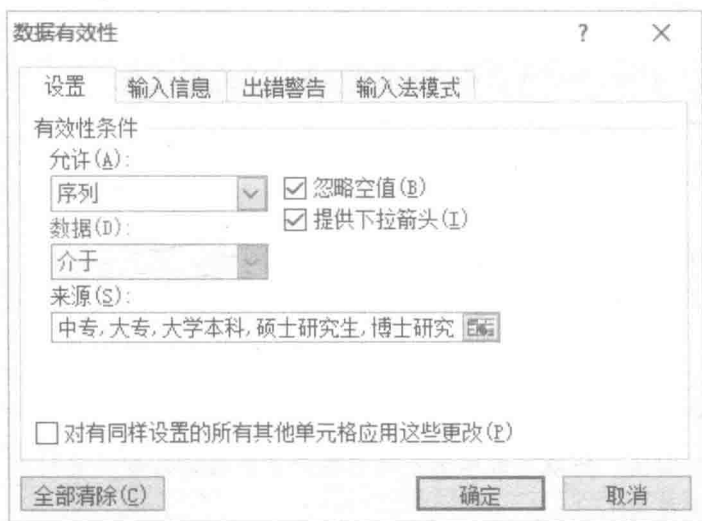 数据有效性 ? ×
设置 输入信息 出错警告 输入法模式
有效性条件
允许(A):
序列 忽略空值(B)
数据(D): 提供下拉箭头(I)
介于
来源(S):
中专,大专,大学本科,硕士研究生,博士研究
对有同样设置的所有其他单元格应用这些更改(P)
全部清除(C) 确定 取消